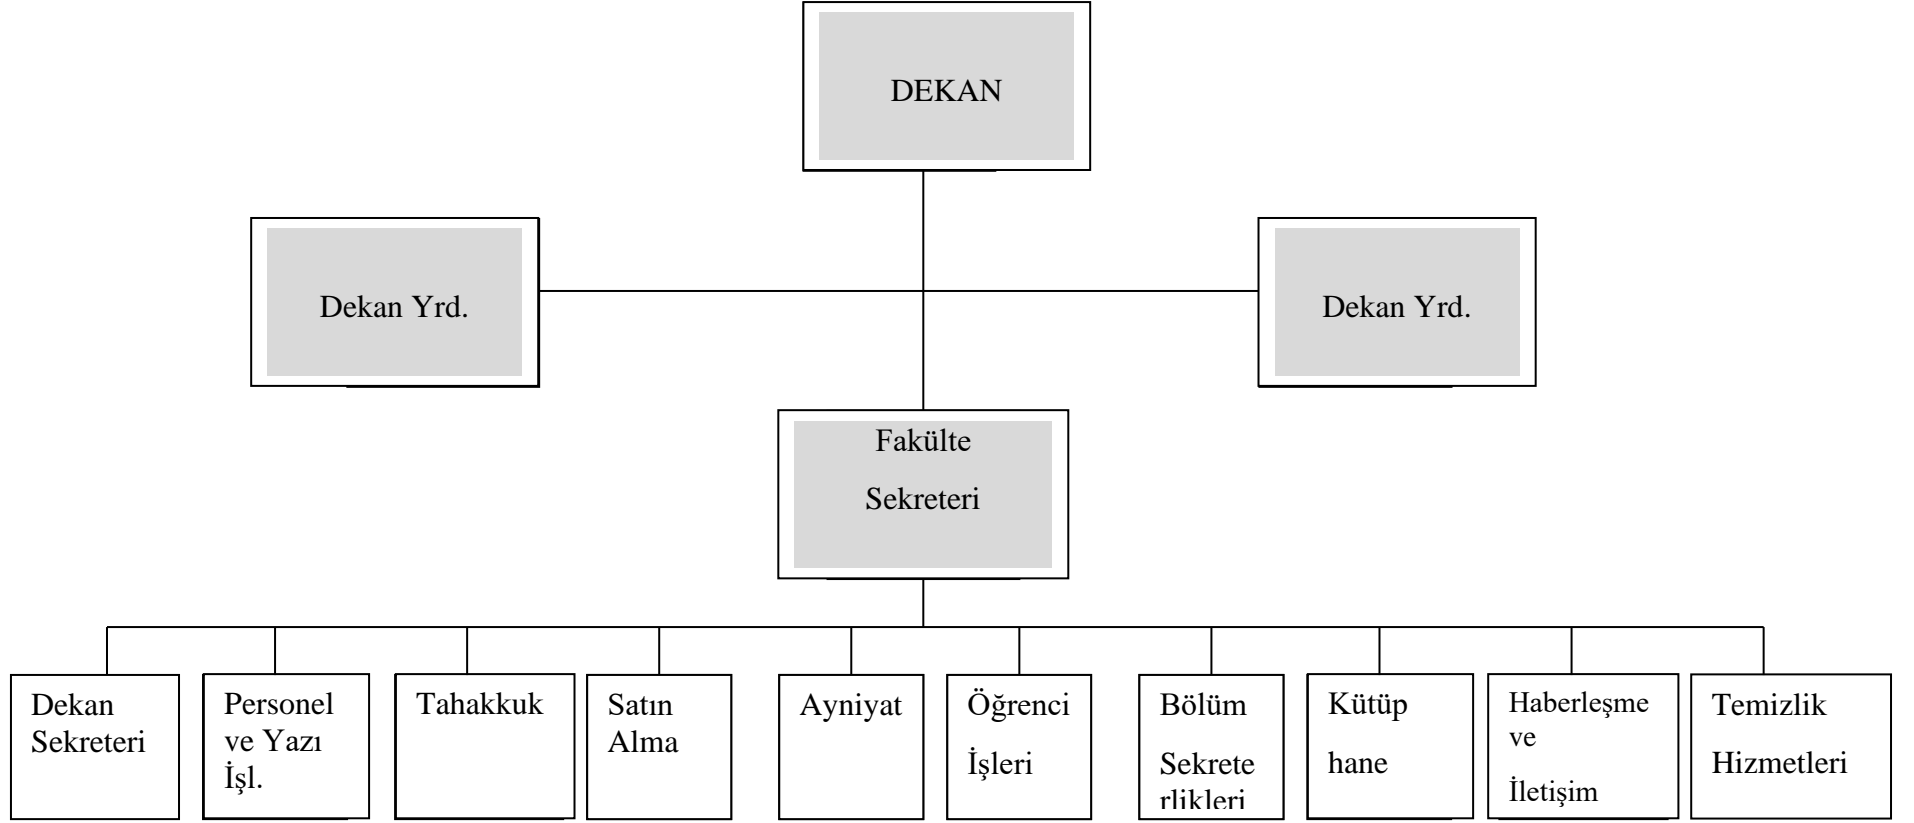 DEKAN
Dekan Yrd.
Dekan Yrd.
Fakülte
Sekreteri
Dekan
Sekreteri
Personel
ve Yazı
İşl.
Tahakkuk
Satın
Alma
Ayniyat
Öğrenci
İşleri
Bölüm
Sekrete
rlikleri
Kütüp
hane
Haberleşme
ve
İletişim
Temizlik
Hizmetleri